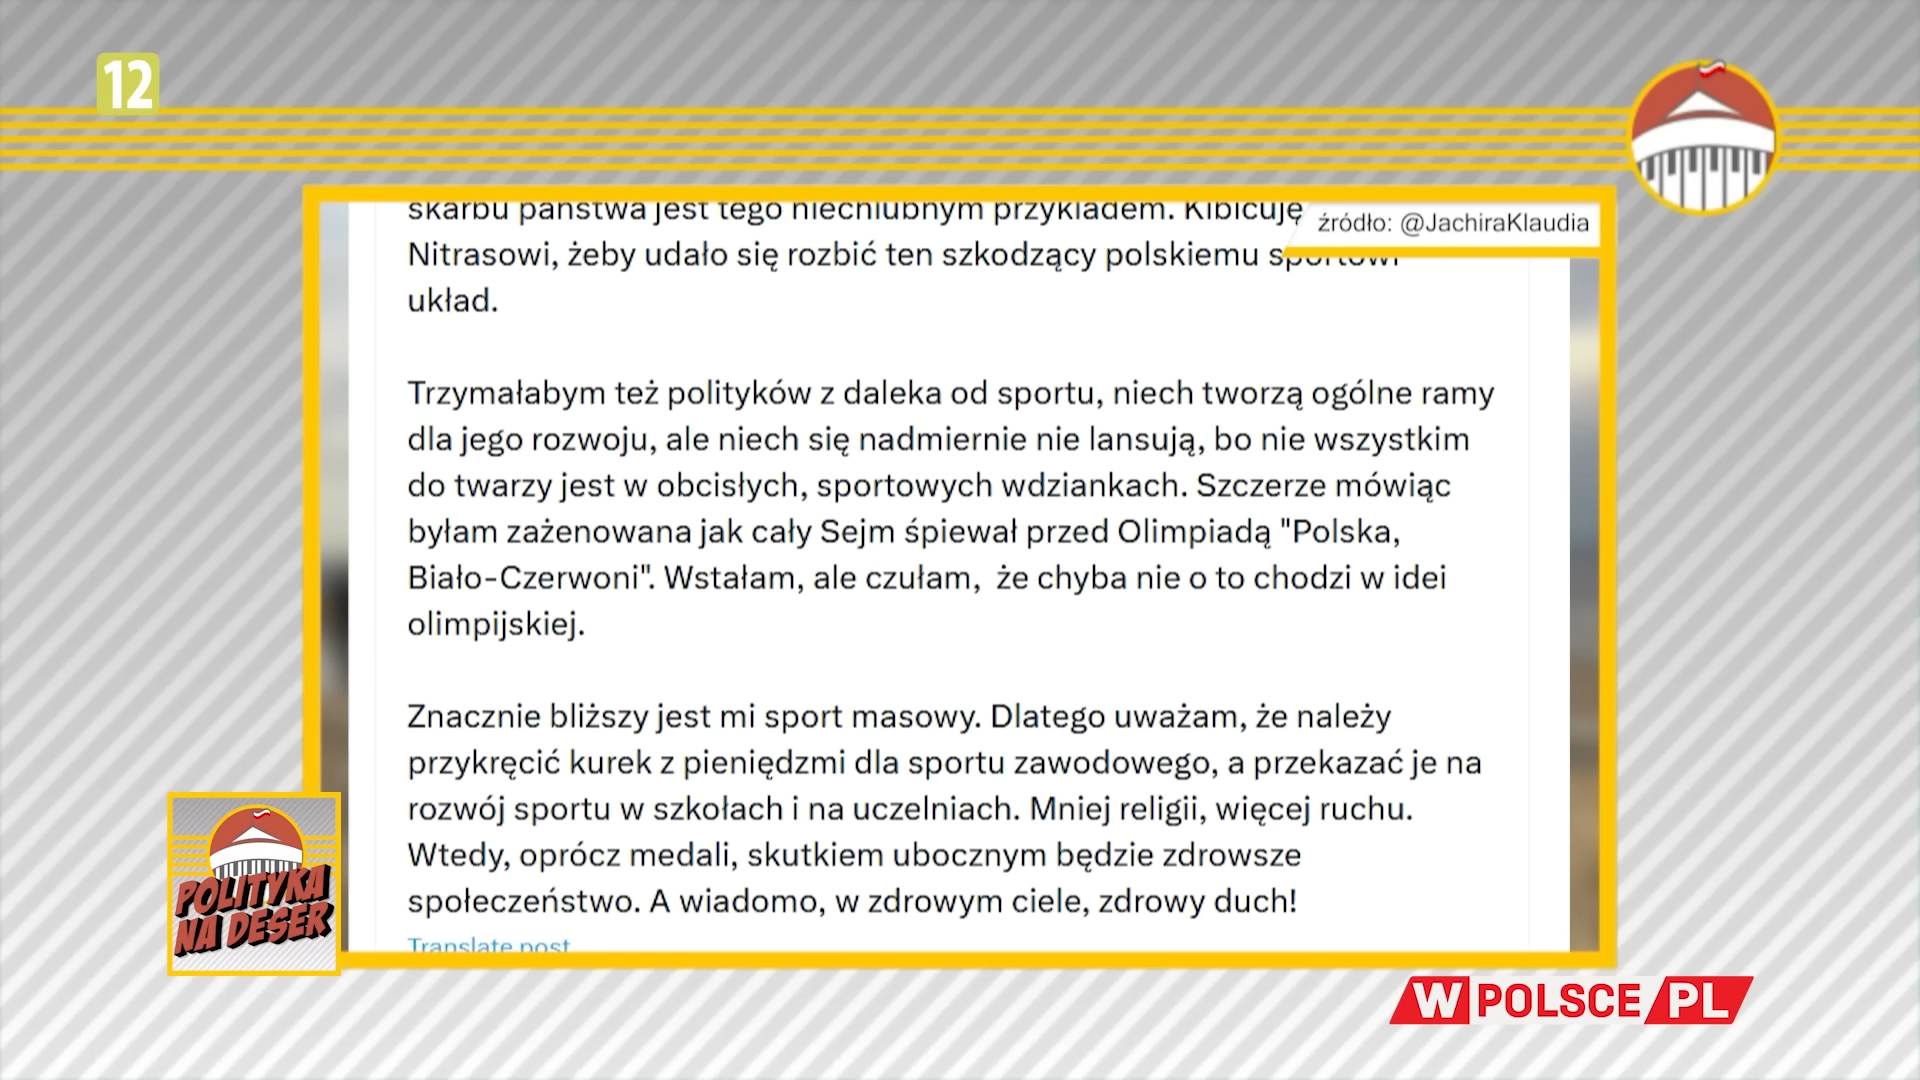 12
źródło: @JachiraKlaudia
skarbu państwa jest tego niechlubnym przykładem. Kibicuję
Nitrasowi, żeby udało się rozbić ten szkodzący polskiemu sportowi
układ.
Trzymałabym też polityków z daleka od sportu, niech tworzą ogólne ramy
dla jego rozwoju, ale niech się nadmiernie nie lansują, bo nie wszystkim
do twarzy jest w obcisłych, sportowych wdziankach. Szczerze mówiąc
byłam zażenowana jak cały Sejm śpiewał przed Olimpiadą "Polska,
Biało-Czerwoni". Wstałam, ale czułam,  że chyba nie o to chodzi w idei
olimpijskiej.
Znacznie bliższy jest mi sport masowy. Dlatego uważam, że należy
przykręcić kurek z pieniędzmi dla sportu zawodowego, a przekazać je na
rozwój sportu w szkołach i na uczelniach. Mniej religii, więcej ruchu.
Wtedy, oprócz medali, skutkiem ubocznym będzie zdrowsze
społeczeństwo. A wiadomo, w zdrowym ciele, zdrowy duch!
Translate post
POLITYKA
NA DESER
W POLSCE PL